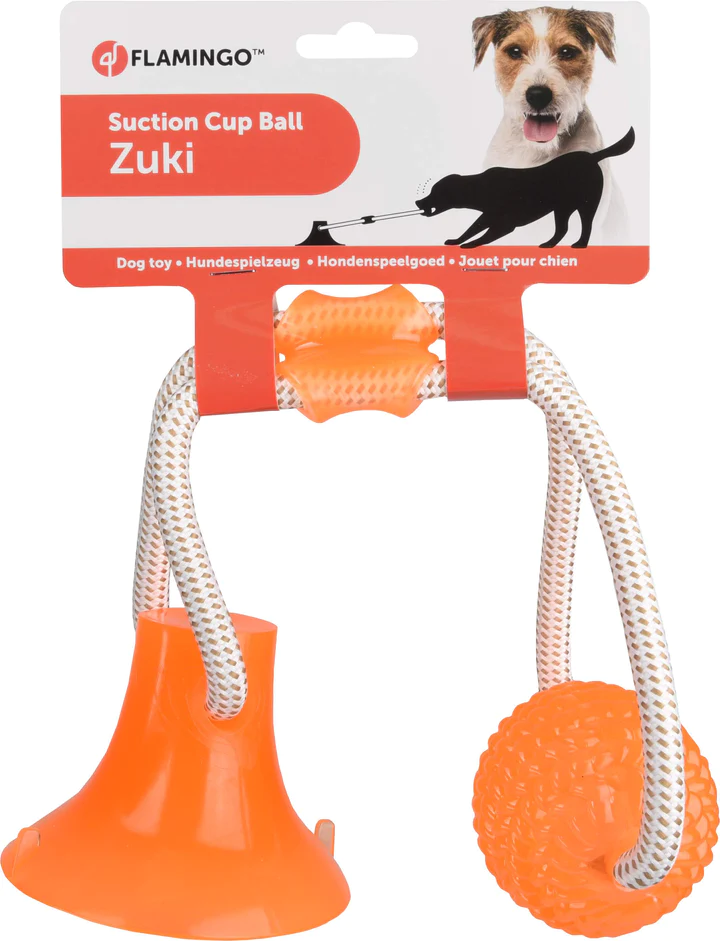 FLAMINGO™
Suction Cup Ball
Zuki
Dog toy • Hundespielzeug • Hondenspeelgoed • Jouet pour chien